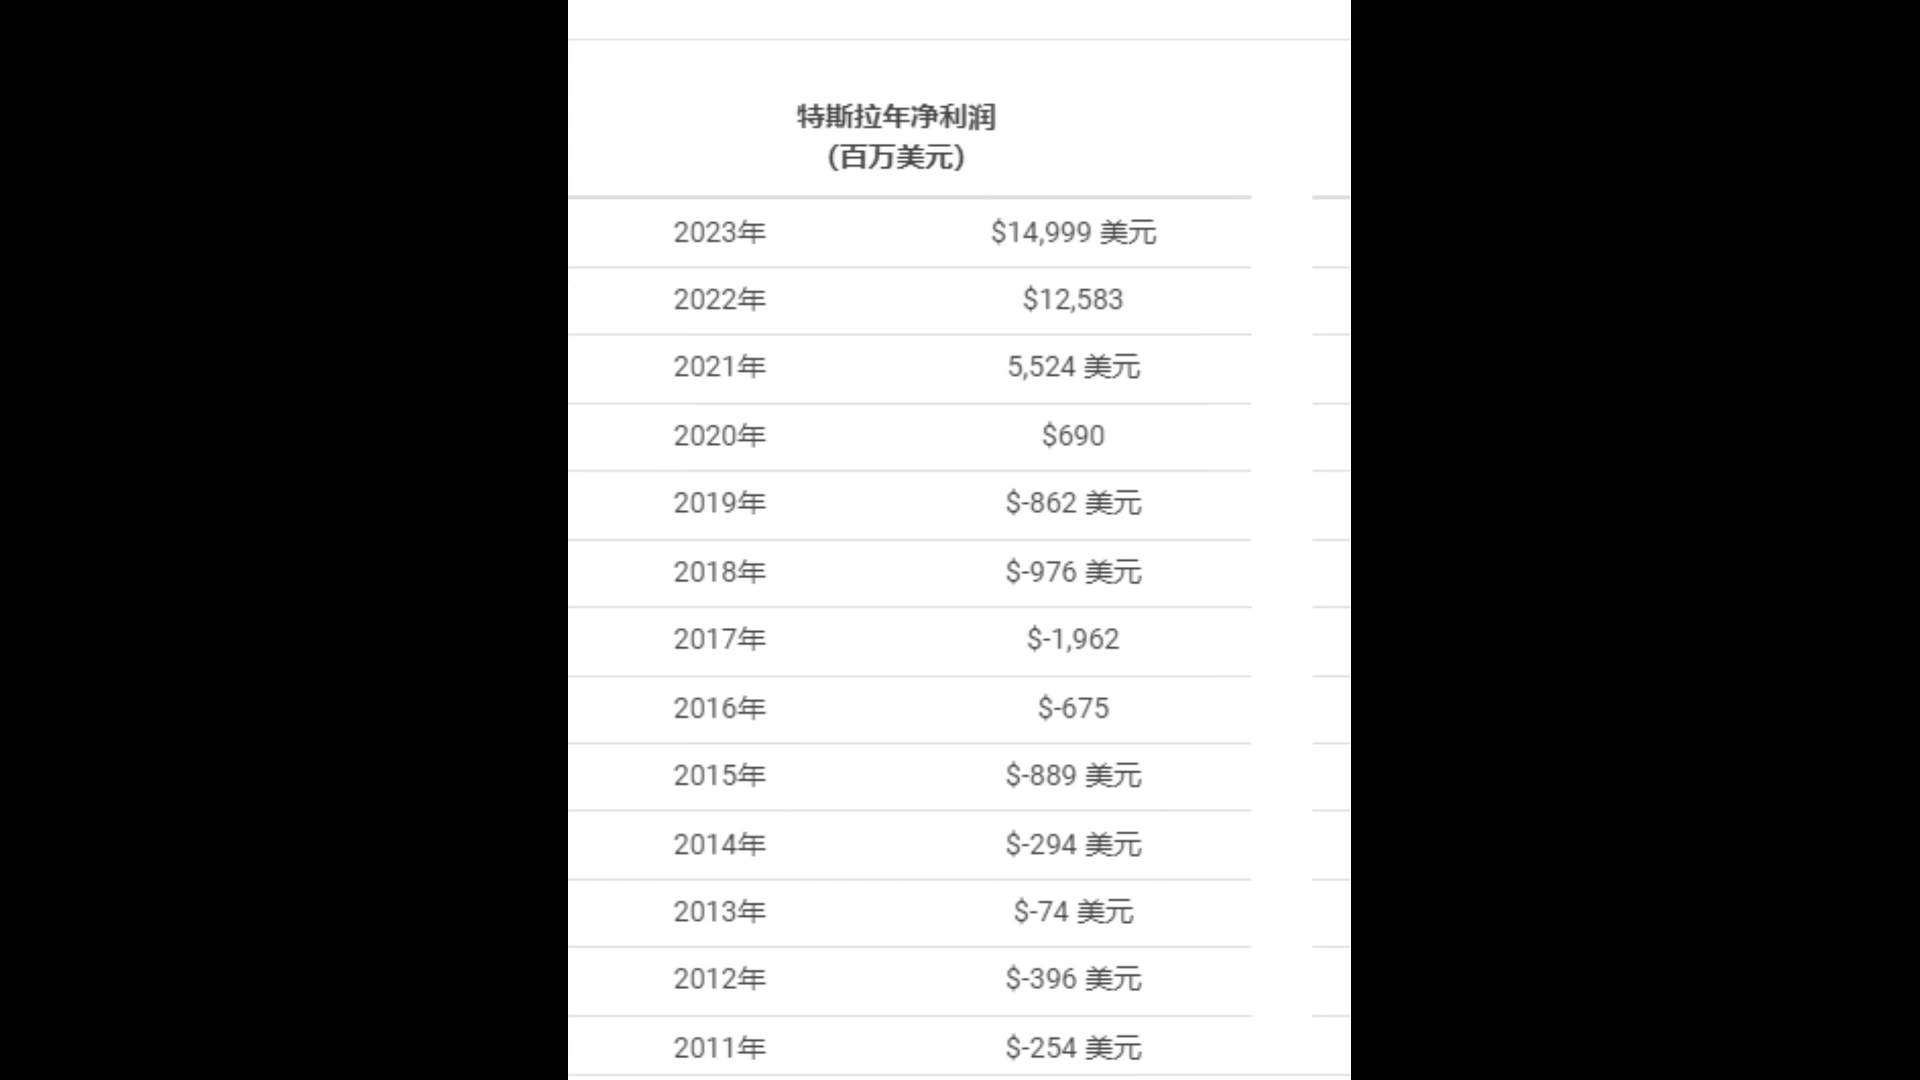 特斯拉年净利润
(百万美元)
2023年 $14,999 美元
2022年 $12,583
2021年 5,524 美元
2020年 $690
2019年 $-862 美元
2018年 $-976 美元
2017年 $-1,962
2016年 $-675
2015年 $-889 美元
2014年 $-294 美元
2013年 $-74 美元
2012年 $-396 美元
2011年 $-254 美元